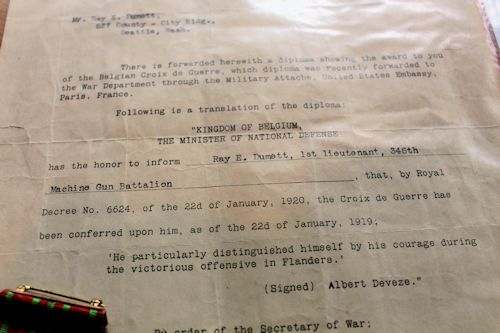 Mr. Ray E. Dumett,
County - City Bldg.,
Seattle, Wash.
There is forwarded herewith a diploma showing the award to you
of the Belgian Croix de Guerre, which diploma was recently forwarded to
the War Department through the Military Attache, United States Embassy,
Paris, France.
Following is a translation of the diploma:
"KINGDOM OF BELGIUM,
THE MINISTER OF NATIONAL DEFENSE
has the honor to inform Ray E. Dumett, 1st lieutenant, 346th
Machine Gun Battalion, that, by Royal
Decree No. 6624, of the 22d of January, 1920, the Croix de Guerre has
been conferred upon him, as of the 22d of January, 1919;
'He particularly distinguished himself by his courage during
the victorious offensive in Flanders.'
(Signed) Albert Deveze."
By order of the Secretary of War: